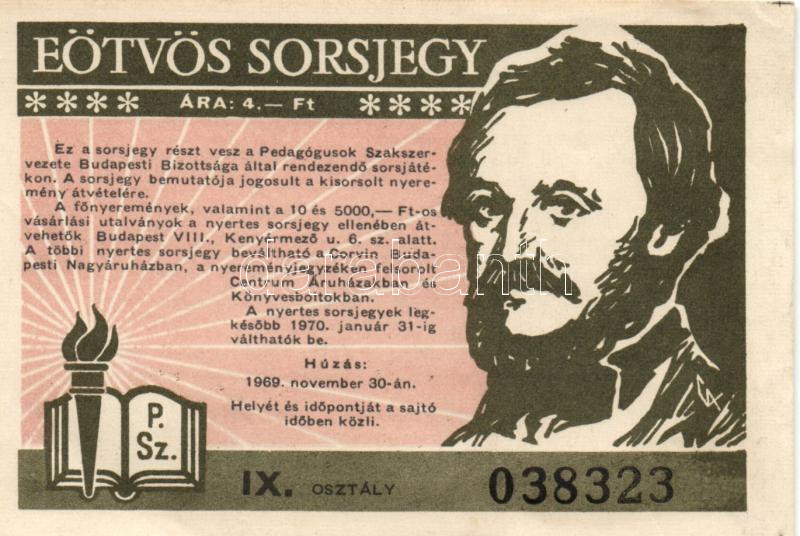 EÖTVÖS SORSJEGY
**** ÁRA: 4,— Ft ****
Ez a sorsjegy részt vesz a Pedagógusok Szakszer-
vezete Budapesti Bizottsága által rendezendő sorsjáté-
kon. A sorsjegy bemutatója jogosult a kisorsolt nyere-
mény átvételére.
A főnyeremények, valamint a 10 és 5000,— Ft-os
vásárlási utalványok a nyertes sorsjegy ellenében át-
vehetők Budapest VIII., Kenyérmező u. 6. sz. alatt.
A többi nyertes sorsjegy beváltható a Corvin Buda-
pesti Nagyáruházban, a nyereményjegyzéken felsorolt
Centrum Áruházakban és
Könyvesboltokban.
A nyertes sorsjegyek leg-
később 1970. január 31-ig
válthatók be.
Húzás:
1969. november 30-án.
Helyét és időpontját a sajtó
időben közli.
P.
Sz.
IX. OSZTÁLY 038323
databanth